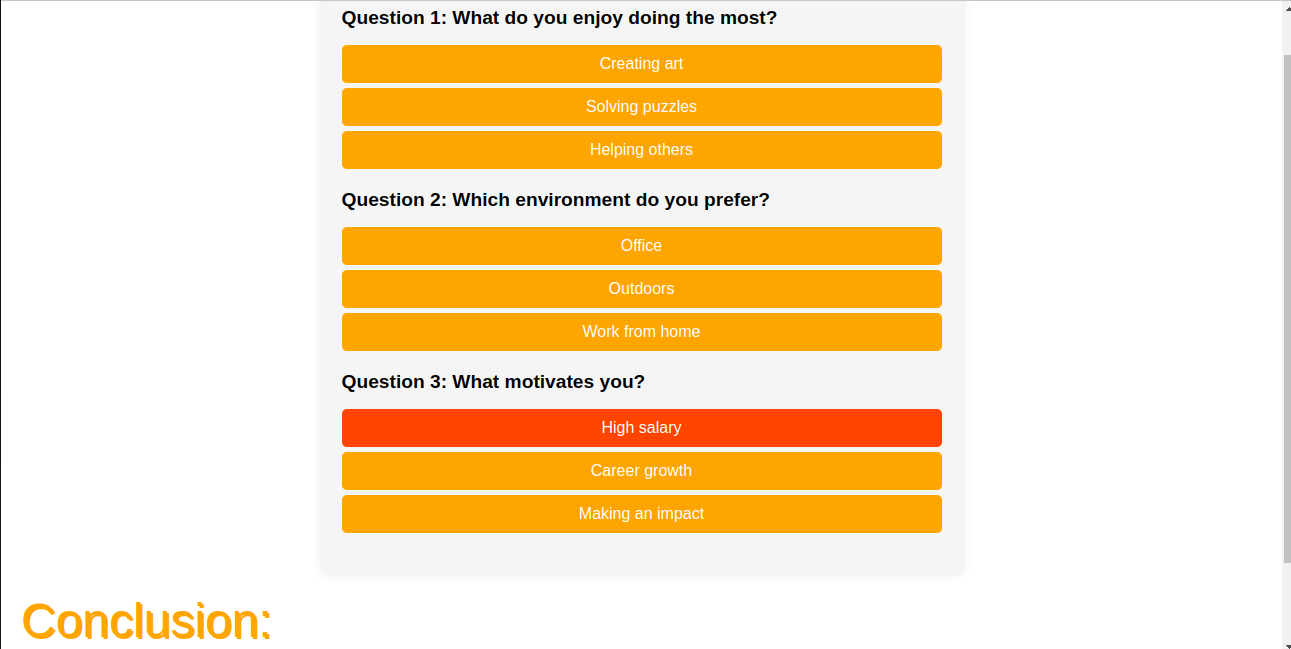 Question 1: What do you enjoy doing the most?
Creating art
Solving puzzles
Helping others
Question 2: Which environment do you prefer?
Office
Outdoors
Work from home
Question 3: What motivates you?
High salary
Career growth
Making an impact
Conclusion: